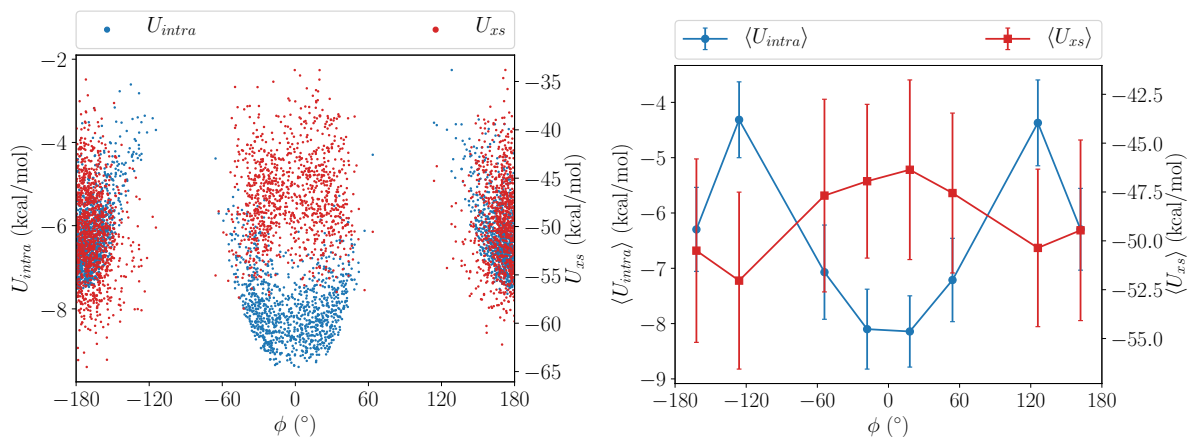 U_intra U_xs
−2
−4
−6
−8
U_intra (kcal/mol)
−35
−40
−45
−50
−55
−60
−65
U_xs (kcal/mol)
−180 −120 −60 0 60 120 180
ϕ (°)
⟨U_intra⟩ ⟨U_xs⟩
−4
−5
−6
−7
−8
−9
⟨U_intra⟩ (kcal/mol)
−42.5
−45.0
−47.5
−50.0
−52.5
−55.0
⟨U_xs⟩ (kcal/mol)
−180 −120 −60 0 60 120 180
ϕ (°)